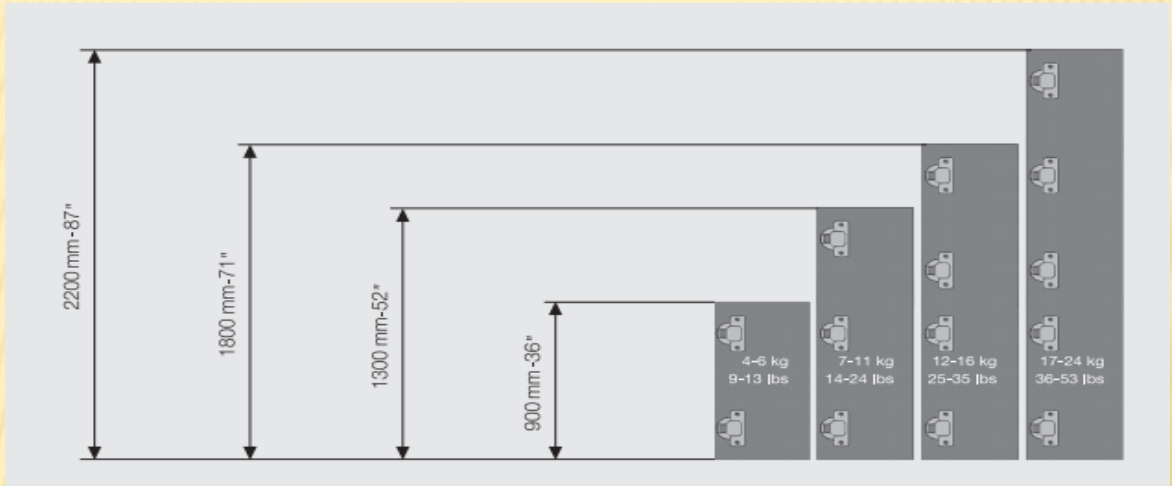 2200 mm-87"
1800 mm-71"
1300 mm-52"
900 mm-36"
4-6 kg
9-13 lbs
7-11 kg
14-24 lbs
12-16 kg
25-35 lbs
17-24 kg
36-53 lbs